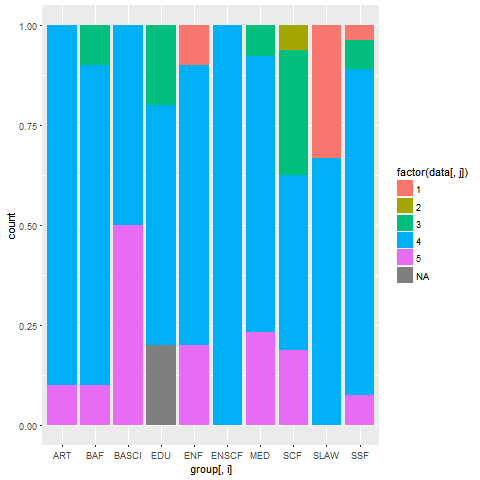 1.00
0.75
0.50
0.25
0.00
count
ART BAF BASCI EDU ENF ENSCF MED SCF SLAW SSF
group[, i]
factor(data[, j])
1
2
3
4
5
NA